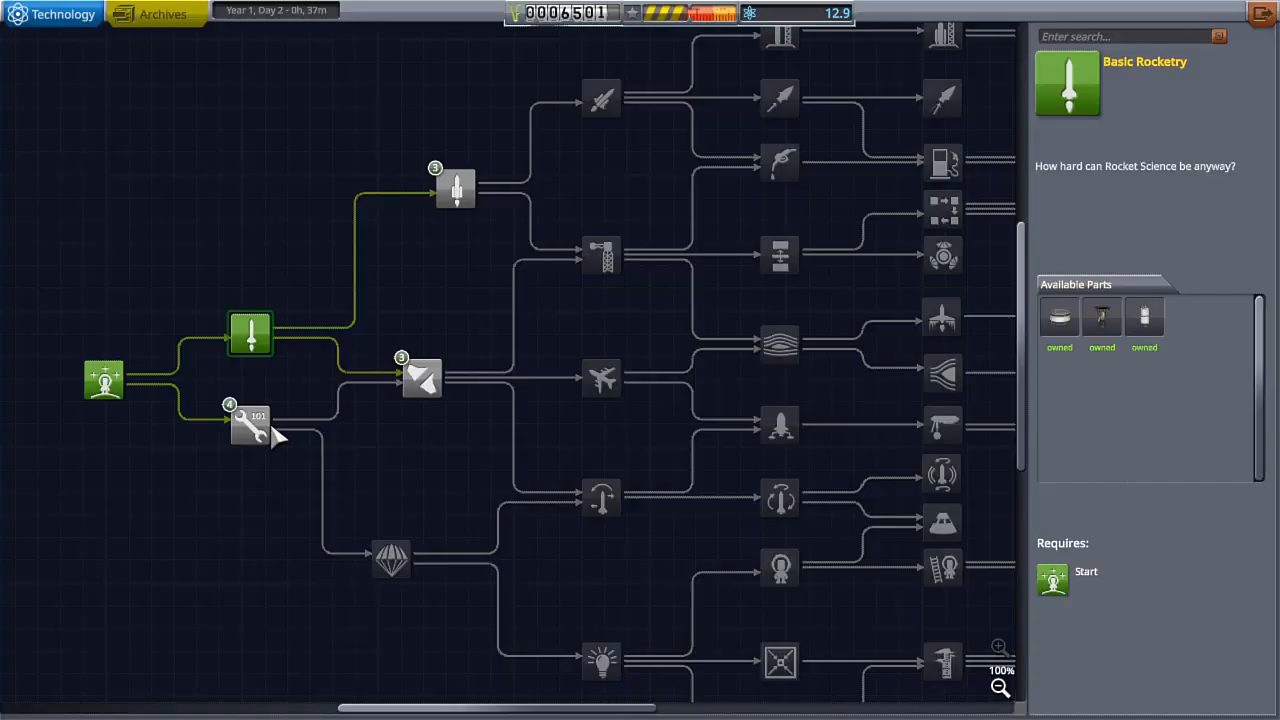 Technology
Archives
Year 1, Day 2 - 0h, 37m
0006501
12.9
Enter search...
Basic Rocketry
How hard can Rocket Science be anyway?
Available Parts
owned
owned
owned
Requires:
Start
3
3
4
101
100%